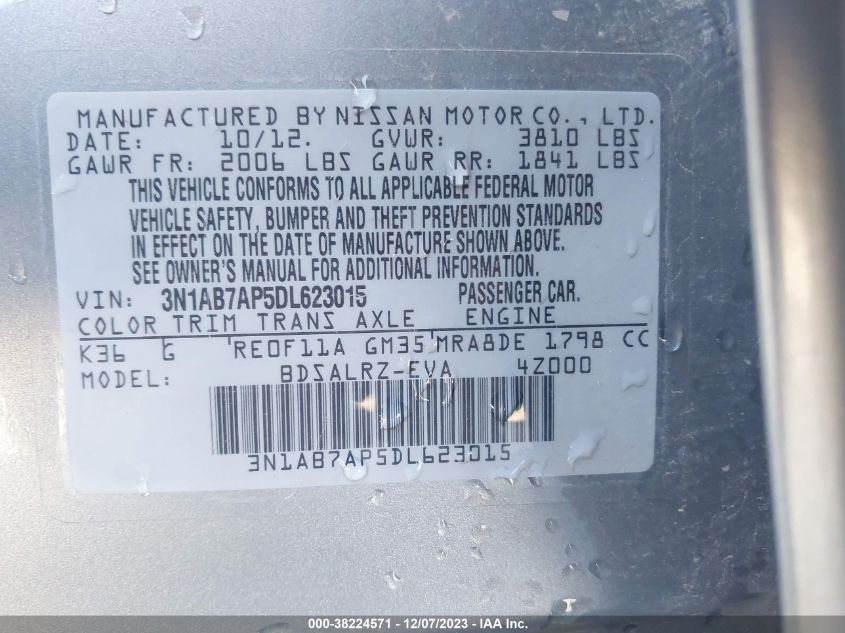 MANUFACTURED BY NISSAN MOTOR CO., LTD.
DATE: 10/12. GVWR: 3810 LBS
GAWR FR: 2006 LBS GAWR RR: 1841 LBS
THIS VEHICLE CONFORMS TO ALL APPLICABLE FEDERAL MOTOR
VEHICLE SAFETY, BUMPER AND THEFT PREVENTION STANDARDS
IN EFFECT ON THE DATE OF MANUFACTURE SHOWN ABOVE.
SEE OWNER'S MANUAL FOR ADDITIONAL INFORMATION.
VIN: 3N1AB7AP5DL623015 PASSENGER CAR.
COLOR TRIM TRANS AXLE ENGINE
K36 G RE0F11A GM35 MRA8DE 1798 CC
MODEL: BDSALRZ-EVA 4Z000
3N1AB7AP5DL623015
000-38224571 - 12/07/2023 - © IAA Inc.